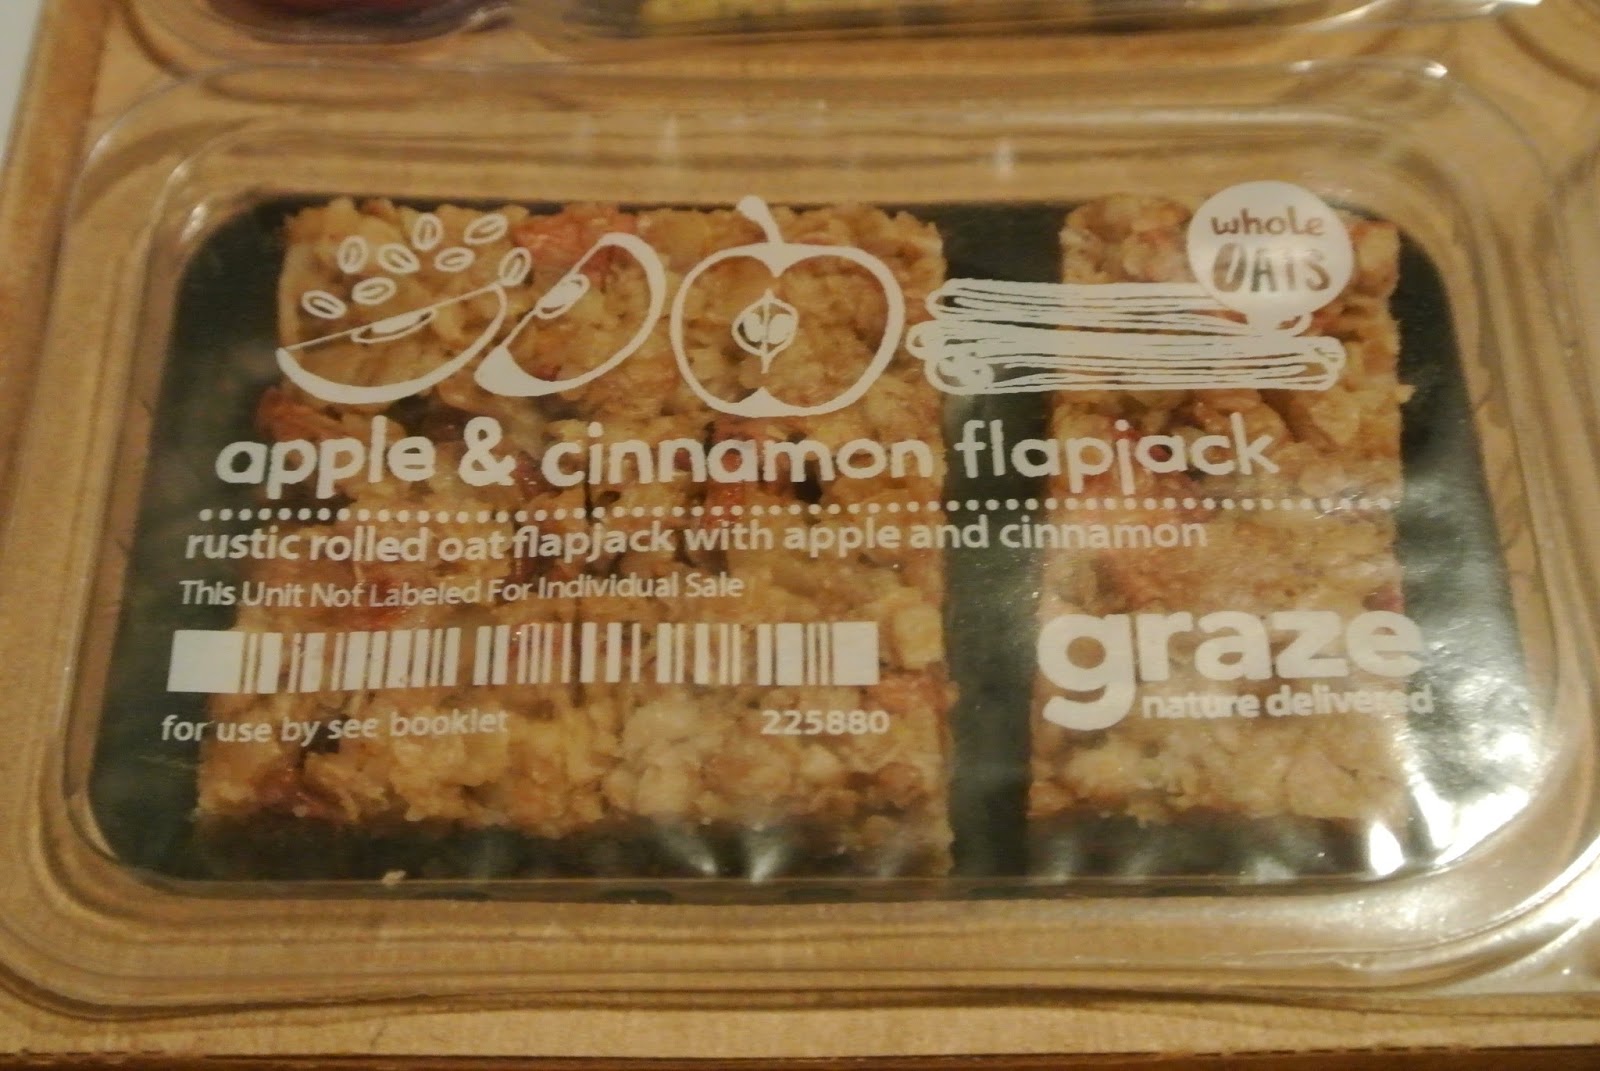 whole
OATS
apple & cinnamon flapjack
rustic rolled oat flapjack with apple and cinnamon
This Unit Not Labeled For Individual Sale
graze
nature delivered
for use by see booklet
225880